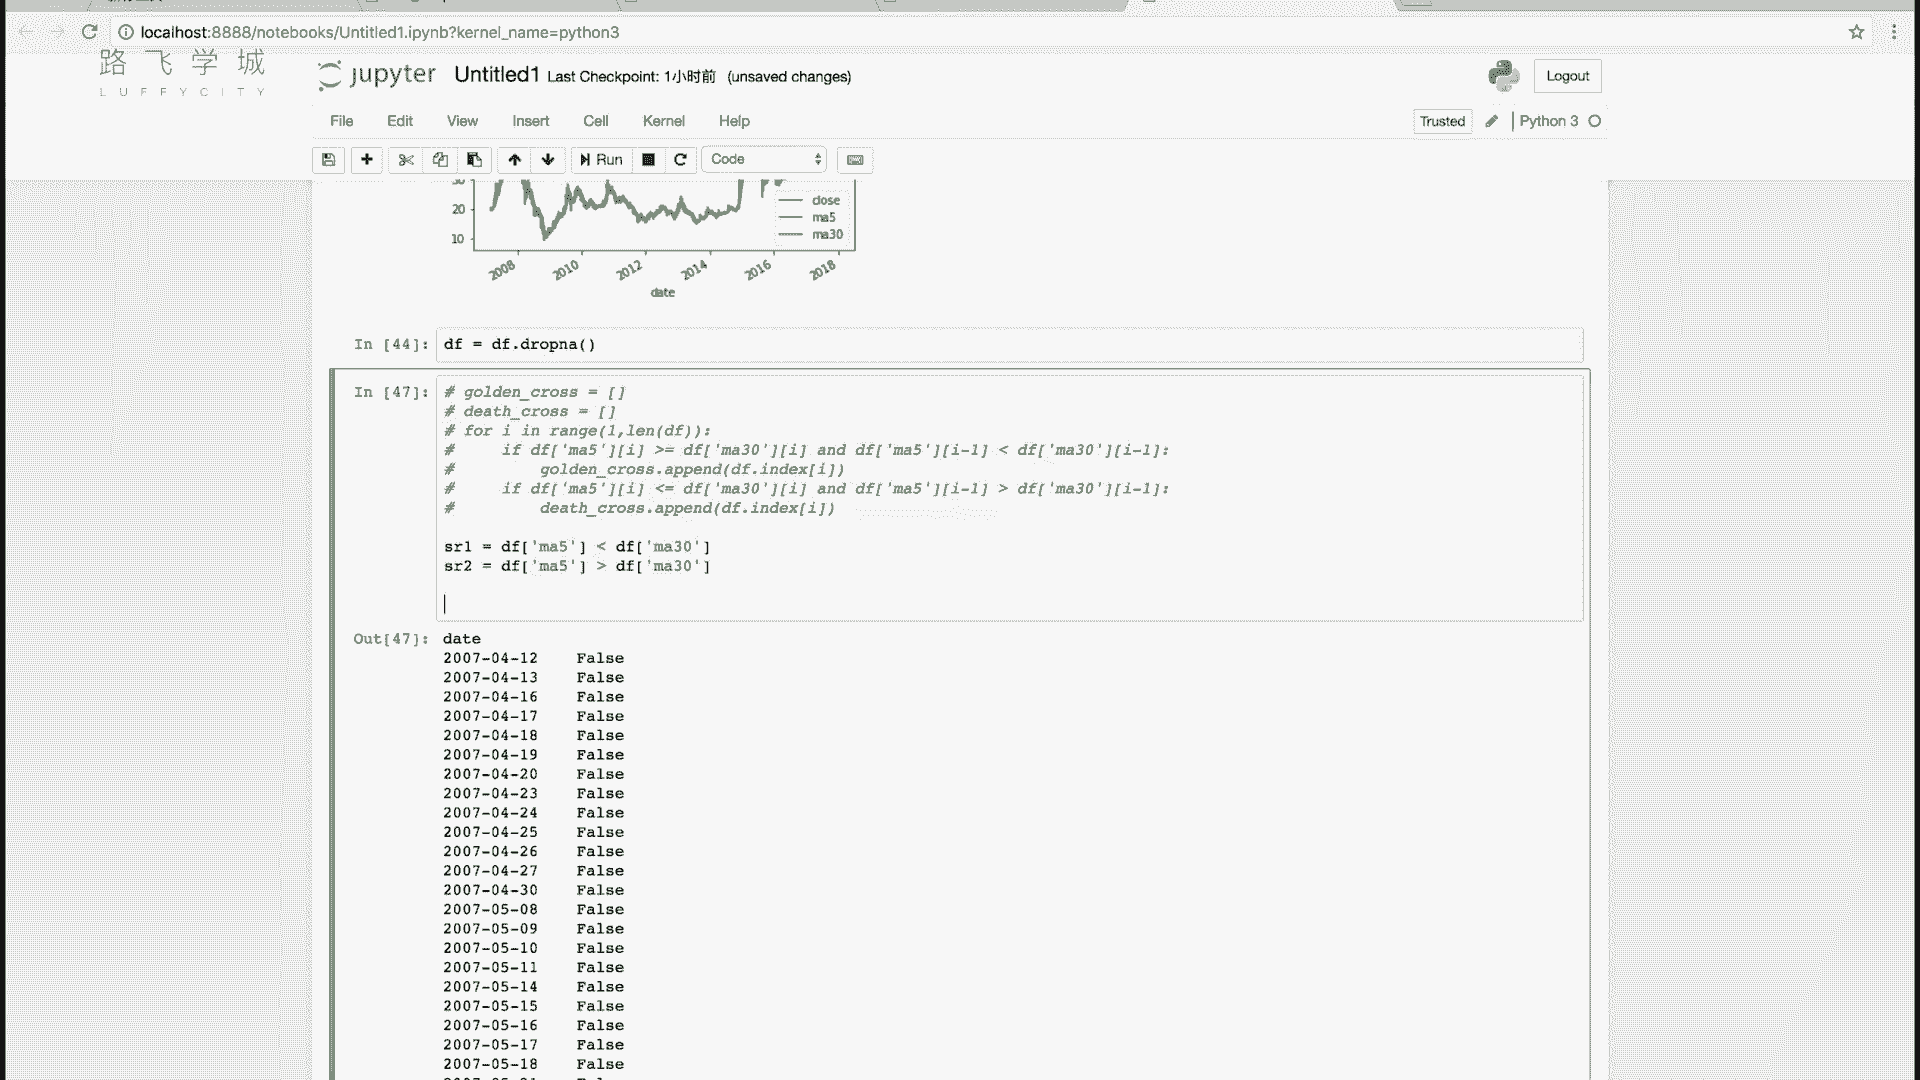 localhost:8888/notebooks/Untitled1.ipynb?kernel_name=python3
路飞学城
LUFFYCITY
jupyter Untitled1 Last Checkpoint: 1小时前 (unsaved changes)
Logout
File Edit View Insert Cell Kernel Help
Trusted Python 3
Run Code
30
20
10
close
ma5
ma30
2008 2010 2012 2014 2016 2018
date
In [44]: df = df.dropna()
In [47]: # golden_cross = []
# death_cross = []
# for i in range(1,len(df)):
#     if df['ma5'][i] >= df['ma30'][i] and df['ma5'][i-1] < df['ma30'][i-1]:
#         golden_cross.append(df.index[i])
#     if df['ma5'][i] <= df['ma30'][i] and df['ma5'][i-1] > df['ma30'][i-1]:
#         death_cross.append(df.index[i])
sr1 = df['ma5'] < df['ma30']
sr2 = df['ma5'] > df['ma30']
Out[47]: date
2007-04-12 False
2007-04-13 False
2007-04-16 False
2007-04-17 False
2007-04-18 False
2007-04-19 False
2007-04-20 False
2007-04-23 False
2007-04-24 False
2007-04-25 False
2007-04-26 False
2007-04-27 False
2007-04-30 False
2007-05-08 False
2007-05-09 False
2007-05-10 False
2007-05-11 False
2007-05-14 False
2007-05-15 False
2007-05-16 False
2007-05-17 False
2007-05-18 False